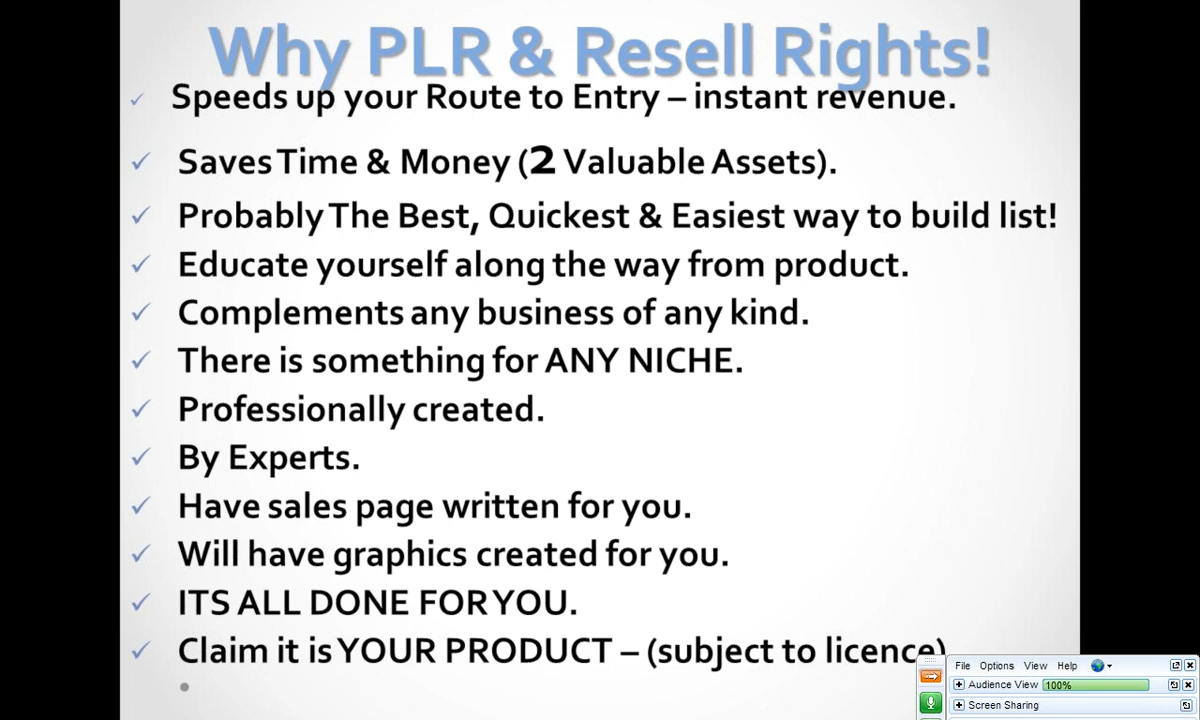 Why PLR & Resell Rights!
Speeds up your Route to Entry – instant revenue.
Saves Time & Money (2 Valuable Assets).
Probably The Best, Quickest & Easiest way to build list!
Educate yourself along the way from product.
Complements any business of any kind.
There is something for ANY NICHE.
Professionally created.
By Experts.
Have sales page written for you.
Will have graphics created for you.
ITS ALL DONE FOR YOU.
Claim it is YOUR PRODUCT – (subject to licence)
File Options View Help
Audience View 100%
Screen Sharing